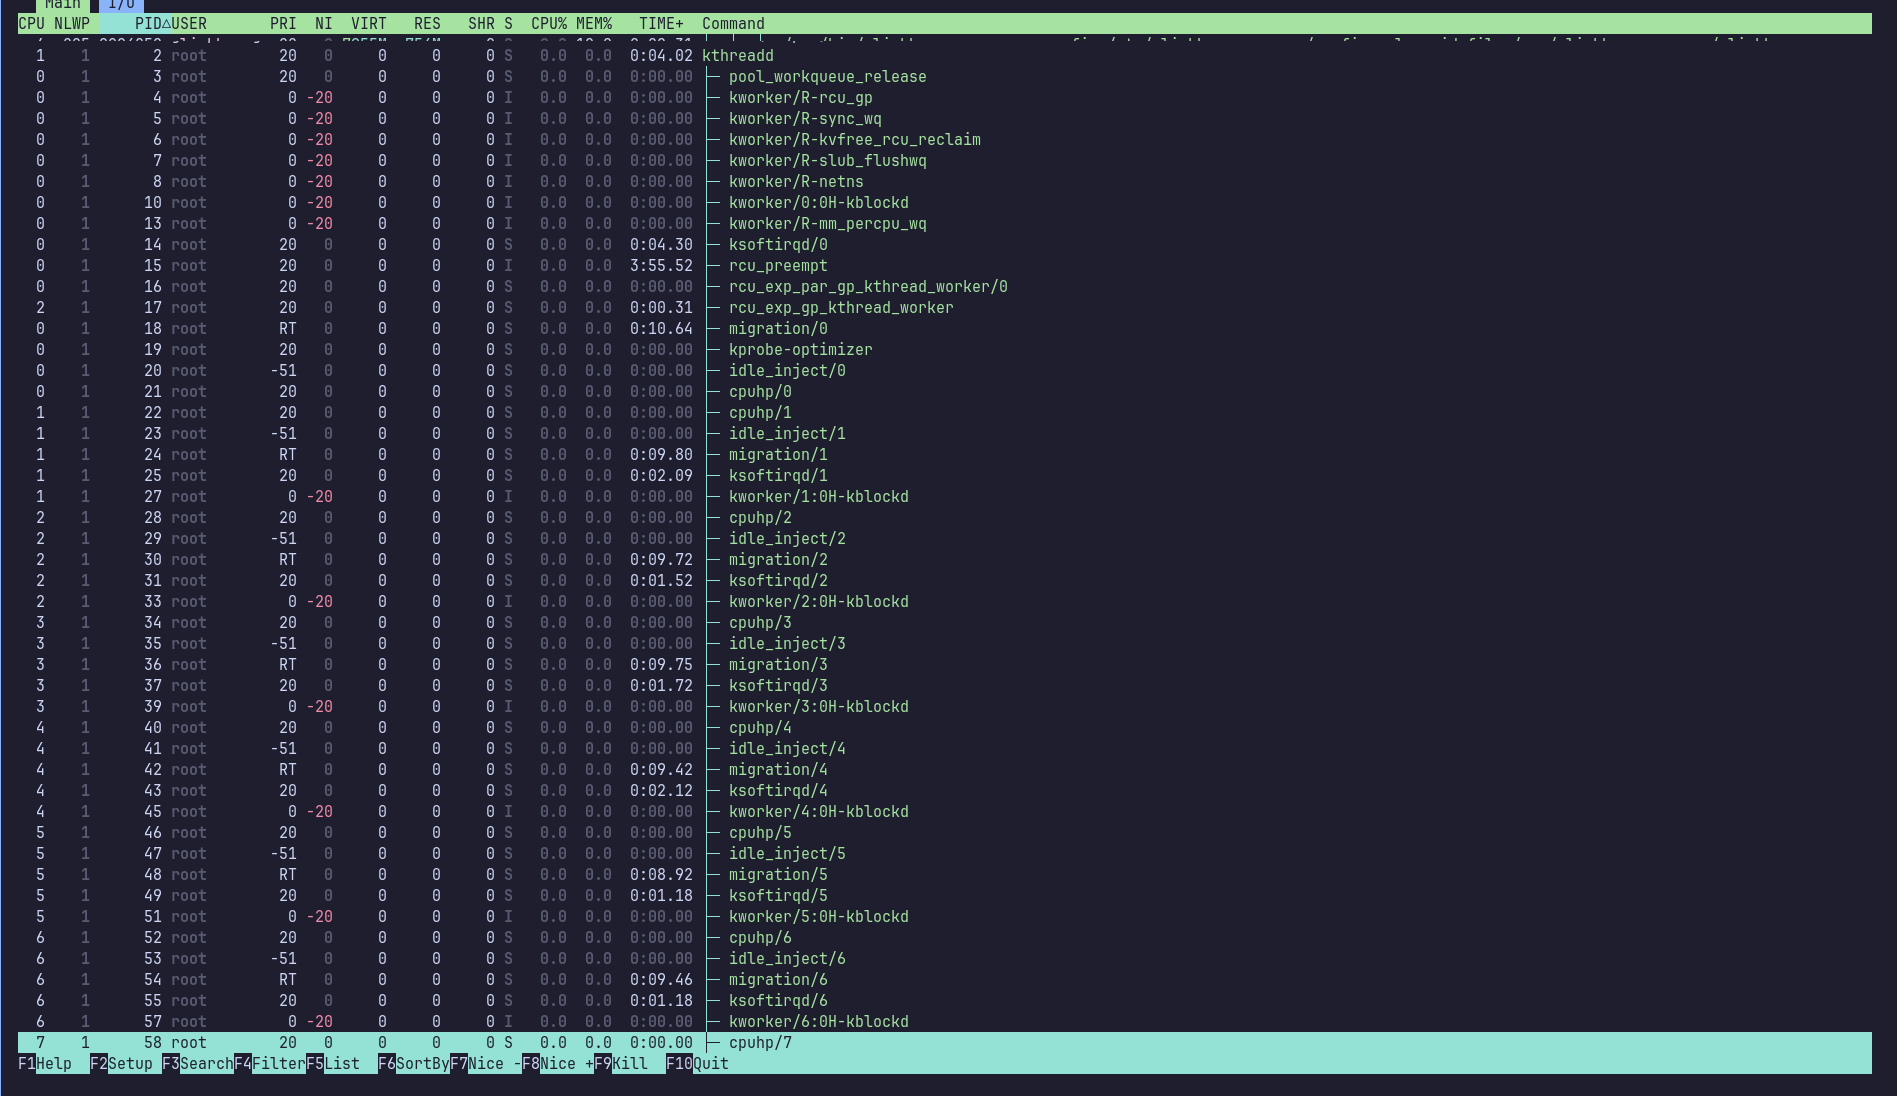 Main I/O
CPU NLWP PID△USER PRI NI VIRT RES SHR S CPU% MEM% TIME+ Command
1 1 2 root 20 0 0 0 0 S 0.0 0.0 0:04.02 kthreadd
0 1 3 root 20 0 0 0 0 S 0.0 0.0 0:00.00 ├─ pool_workqueue_release
0 1 4 root 0 -20 0 0 0 I 0.0 0.0 0:00.00 ├─ kworker/R-rcu_gp
0 1 5 root 0 -20 0 0 0 I 0.0 0.0 0:00.00 ├─ kworker/R-sync_wq
0 1 6 root 0 -20 0 0 0 I 0.0 0.0 0:00.00 ├─ kworker/R-kvfree_rcu_reclaim
0 1 7 root 0 -20 0 0 0 I 0.0 0.0 0:00.00 ├─ kworker/R-slub_flushwq
0 1 8 root 0 -20 0 0 0 I 0.0 0.0 0:00.00 ├─ kworker/R-netns
0 1 10 root 0 -20 0 0 0 I 0.0 0.0 0:00.00 ├─ kworker/0:0H-kblockd
0 1 13 root 0 -20 0 0 0 I 0.0 0.0 0:00.00 ├─ kworker/R-mm_percpu_wq
0 1 14 root 20 0 0 0 0 S 0.0 0.0 0:04.30 ├─ ksoftirqd/0
0 1 15 root 20 0 0 0 0 I 0.0 0.0 3:55.52 ├─ rcu_preempt
0 1 16 root 20 0 0 0 0 S 0.0 0.0 0:00.00 ├─ rcu_exp_par_gp_kthread_worker/0
2 1 17 root 20 0 0 0 0 S 0.0 0.0 0:00.31 ├─ rcu_exp_gp_kthread_worker
0 1 18 root RT 0 0 0 0 S 0.0 0.0 0:10.64 ├─ migration/0
0 1 19 root 20 0 0 0 0 S 0.0 0.0 0:00.00 ├─ kprobe-optimizer
0 1 20 root -51 0 0 0 0 S 0.0 0.0 0:00.00 ├─ idle_inject/0
0 1 21 root 20 0 0 0 0 S 0.0 0.0 0:00.00 ├─ cpuhp/0
1 1 22 root 20 0 0 0 0 S 0.0 0.0 0:00.00 ├─ cpuhp/1
1 1 23 root -51 0 0 0 0 S 0.0 0.0 0:00.00 ├─ idle_inject/1
1 1 24 root RT 0 0 0 0 S 0.0 0.0 0:09.80 ├─ migration/1
1 1 25 root 20 0 0 0 0 S 0.0 0.0 0:02.09 ├─ ksoftirqd/1
1 1 27 root 0 -20 0 0 0 I 0.0 0.0 0:00.00 ├─ kworker/1:0H-kblockd
2 1 28 root 20 0 0 0 0 S 0.0 0.0 0:00.00 ├─ cpuhp/2
2 1 29 root -51 0 0 0 0 S 0.0 0.0 0:00.00 ├─ idle_inject/2
2 1 30 root RT 0 0 0 0 S 0.0 0.0 0:09.72 ├─ migration/2
2 1 31 root 20 0 0 0 0 S 0.0 0.0 0:01.52 ├─ ksoftirqd/2
2 1 33 root 0 -20 0 0 0 I 0.0 0.0 0:00.00 ├─ kworker/2:0H-kblockd
3 1 34 root 20 0 0 0 0 S 0.0 0.0 0:00.00 ├─ cpuhp/3
3 1 35 root -51 0 0 0 0 S 0.0 0.0 0:00.00 ├─ idle_inject/3
3 1 36 root RT 0 0 0 0 S 0.0 0.0 0:09.75 ├─ migration/3
3 1 37 root 20 0 0 0 0 S 0.0 0.0 0:01.72 ├─ ksoftirqd/3
3 1 39 root 0 -20 0 0 0 I 0.0 0.0 0:00.00 ├─ kworker/3:0H-kblockd
4 1 40 root 20 0 0 0 0 S 0.0 0.0 0:00.00 ├─ cpuhp/4
4 1 41 root -51 0 0 0 0 S 0.0 0.0 0:00.00 ├─ idle_inject/4
4 1 42 root RT 0 0 0 0 S 0.0 0.0 0:09.42 ├─ migration/4
4 1 43 root 20 0 0 0 0 S 0.0 0.0 0:02.12 ├─ ksoftirqd/4
4 1 45 root 0 -20 0 0 0 I 0.0 0.0 0:00.00 ├─ kworker/4:0H-kblockd
5 1 46 root 20 0 0 0 0 S 0.0 0.0 0:00.00 ├─ cpuhp/5
5 1 47 root -51 0 0 0 0 S 0.0 0.0 0:00.00 ├─ idle_inject/5
5 1 48 root RT 0 0 0 0 S 0.0 0.0 0:08.92 ├─ migration/5
5 1 49 root 20 0 0 0 0 S 0.0 0.0 0:01.18 ├─ ksoftirqd/5
5 1 51 root 0 -20 0 0 0 I 0.0 0.0 0:00.00 ├─ kworker/5:0H-kblockd
6 1 52 root 20 0 0 0 0 S 0.0 0.0 0:00.00 ├─ cpuhp/6
6 1 53 root -51 0 0 0 0 S 0.0 0.0 0:00.00 ├─ idle_inject/6
6 1 54 root RT 0 0 0 0 S 0.0 0.0 0:09.46 ├─ migration/6
6 1 55 root 20 0 0 0 0 S 0.0 0.0 0:01.18 ├─ ksoftirqd/6
6 1 57 root 0 -20 0 0 0 I 0.0 0.0 0:00.00 ├─ kworker/6:0H-kblockd
7 1 58 root 20 0 0 0 0 S 0.0 0.0 0:00.00 ├─ cpuhp/7
F1Help F2Setup F3SearchF4FilterF5List F6SortByF7Nice -F8Nice +F9Kill F10Quit